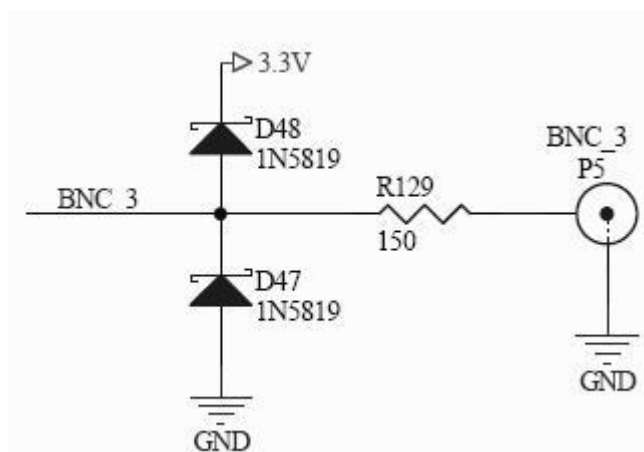 3.3V
D48
1N5819
BNC_3
P5
BNC_3
R129
150
D47
1N5819
GND
GND